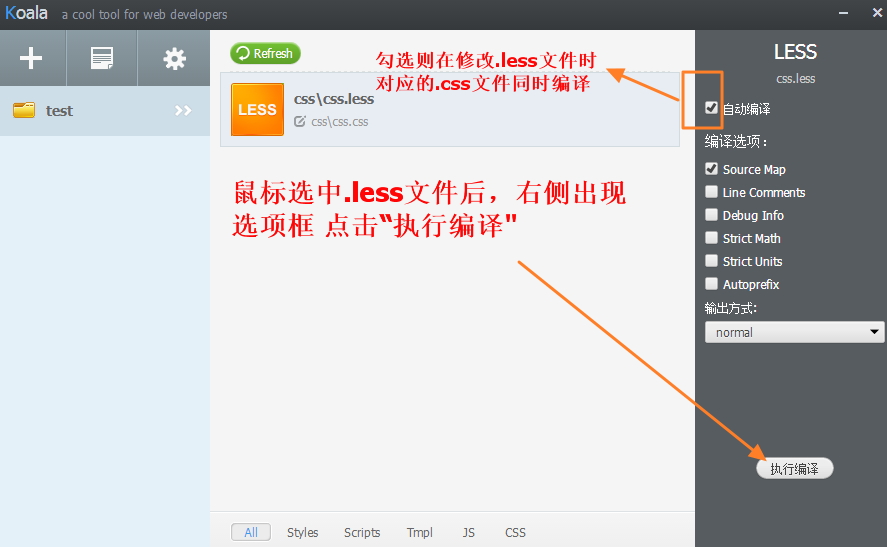 Koala a cool tool for web developers
Refresh
勾选则在修改.less文件时
对应的.css文件同时编译
LESS
css.less
test
LESS
css\css.less
css\css.css
自动编译
编译选项：
Source Map
Line Comments
Debug Info
Strict Math
Strict Units
Autoprefix
输出方式:
normal
鼠标选中.less文件后，右侧出现
选项框 点击“执行编译"
执行编译
All Styles Scripts Tmpl JS CSS